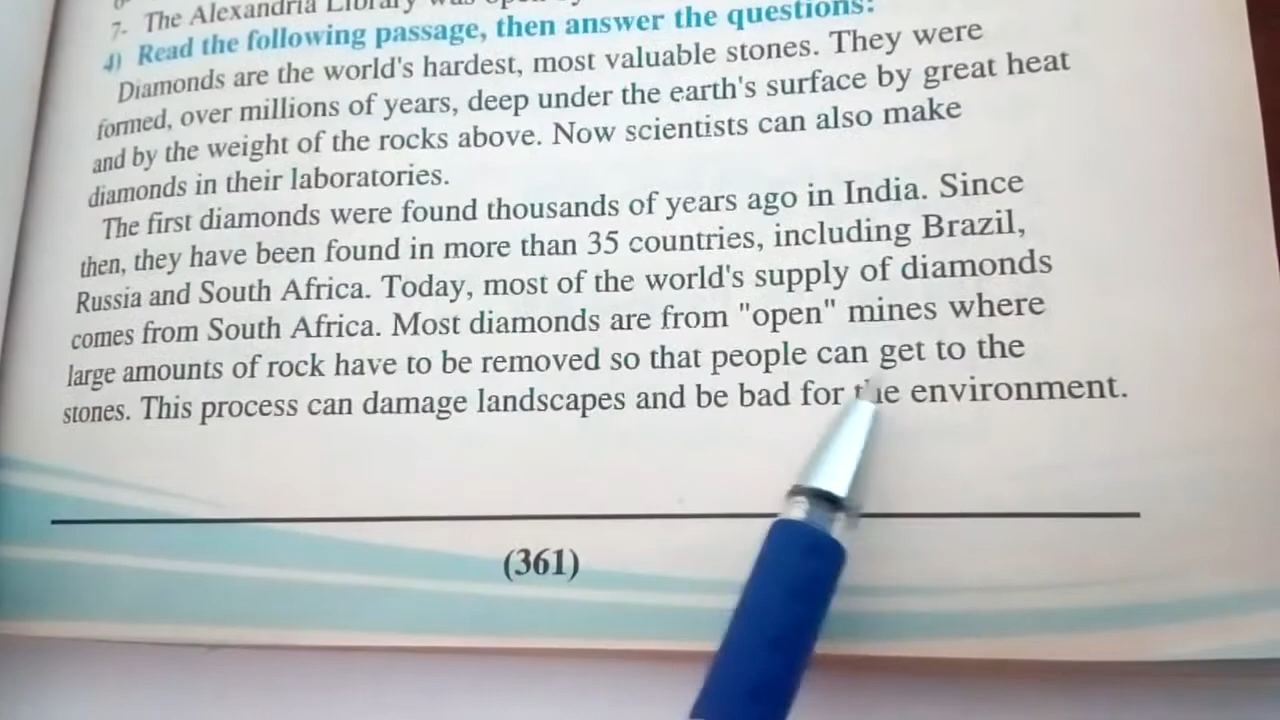 7- The Alexandria Library was
4) Read the following passage, then answer the questions:
Diamonds are the world's hardest, most valuable stones. They were
formed, over millions of years, deep under the earth's surface by great heat
and by the weight of the rocks above. Now scientists can also make
diamonds in their laboratories.
The first diamonds were found thousands of years ago in India. Since
then, they have been found in more than 35 countries, including Brazil,
Russia and South Africa. Today, most of the world's supply of diamonds
comes from South Africa. Most diamonds are from "open" mines where
large amounts of rock have to be removed so that people can get to the
stones. This process can damage landscapes and be bad for the environment.
(361)